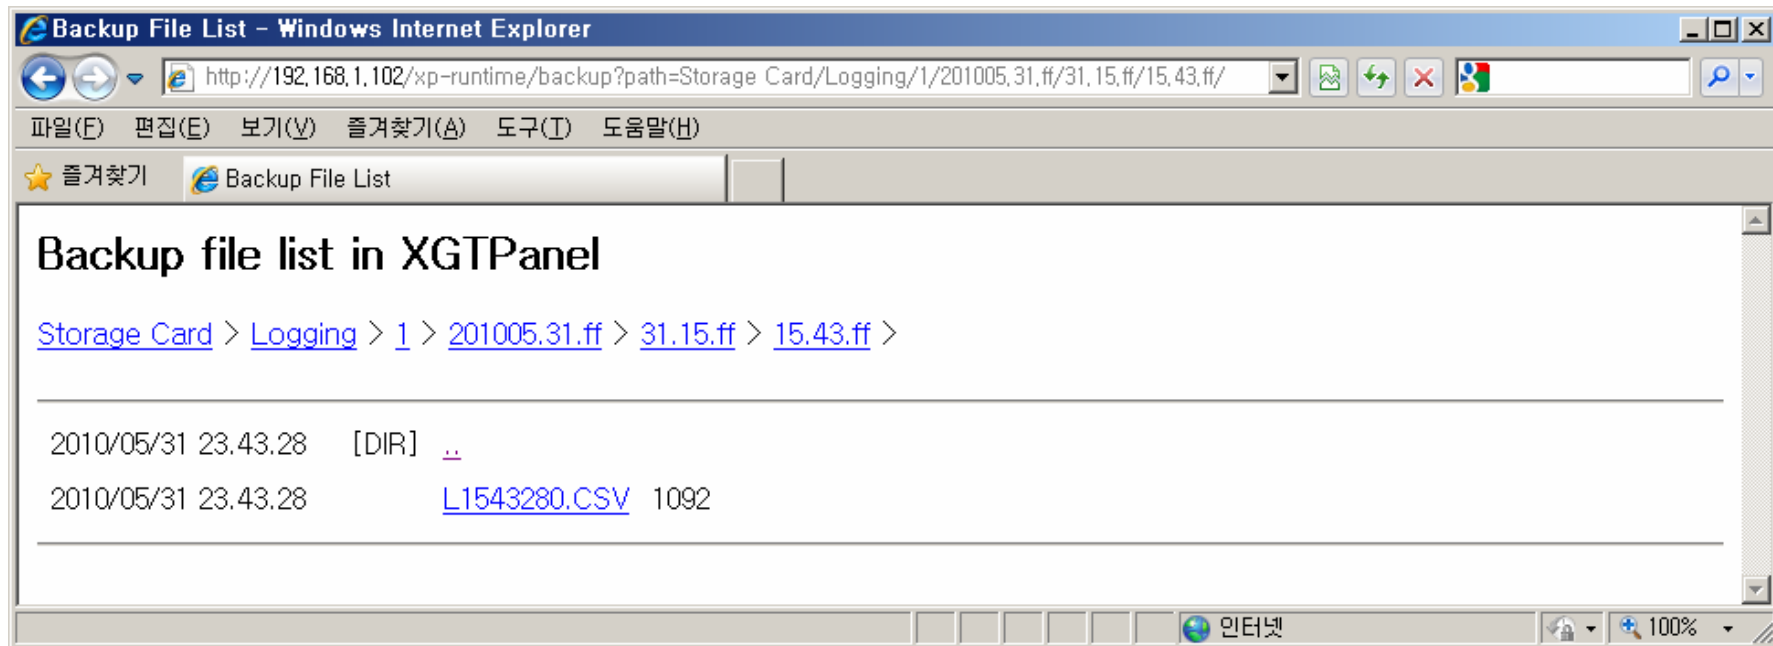 Backup File List - Windows Internet Explorer
http://192,168,1,102/xp-runtime/backup?path=Storage Card/Logging/1/201005,31,ff/31,15,ff/15,43,ff/
파일(F) 편집(E) 보기(V) 즐겨찾기(A) 도구(T) 도움말(H)
즐겨찾기 Backup File List
Backup file list in XGTPanel
Storage Card > Logging > 1 > 201005.31.ff > 31.15.ff > 15.43.ff >
2010/05/31 23.43.28 [DIR] ..
2010/05/31 23.43.28 L1543280.CSV 1092
인터넷 100%